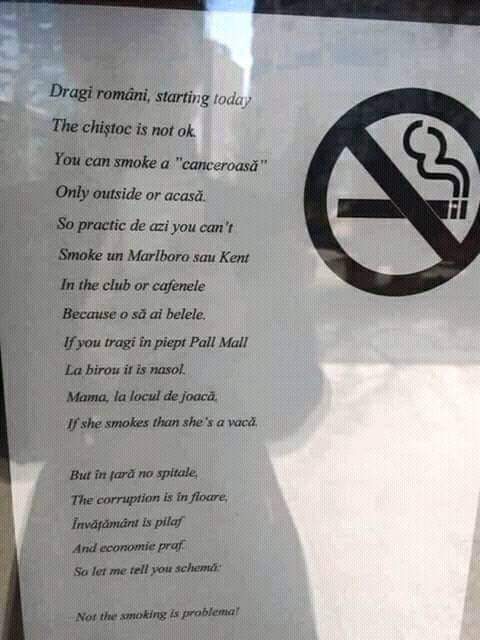 Dragi români, starting today
The chiștoc is not ok.
You can smoke a "canceroasă"
Only outside or acasă.
So practic de azi you can't
Smoke un Marlboro sau Kent
In the club or cafenele
Because o să ai belele.
If you tragi în piept Pall Mall
La birou it is nasol.
Mama, la locul de joacă,
If she smokes than she's a vacă.
But în țară no spitale,
The corruption is în floare,
Învățământ is pilaf
And economie praf.
So let me tell you schemă:
Not the smoking is problema!